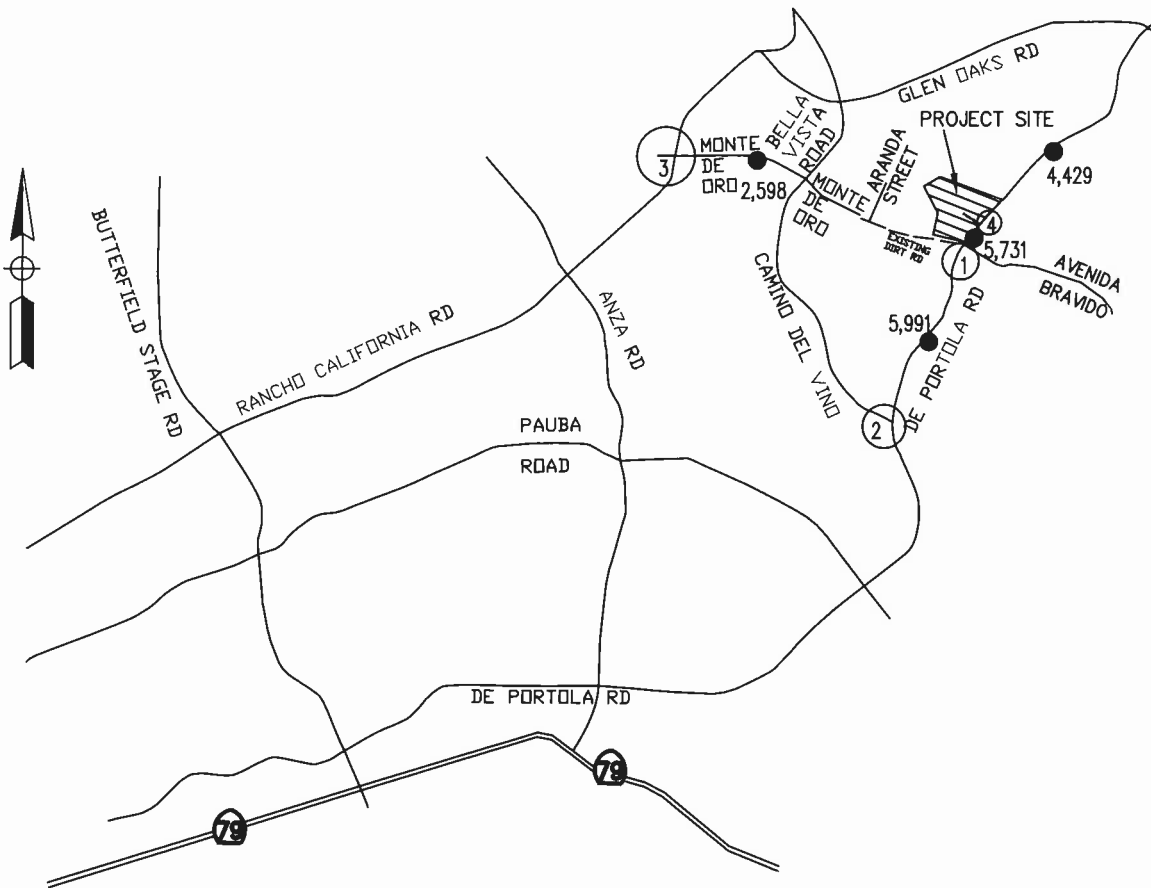 GLEN OAKS RD
PROJECT SITE
4,429
BELLA
VISTA
ROAD
MONTE
DE
ORO
2,598
3
ARANDA
STREET
MONTE
DE
ORO
EXISTING
DIRT RD
4
5,731
1
AVENIDA
BRAVIDO
5,991
DE PORTOLA RD
CAMINO DEL VINO
2
BUTTERFIELD STAGE RD
RANCHO CALIFORNIA RD
ANZA RD
PAUBA
ROAD
DE PORTOLA RD
79
79